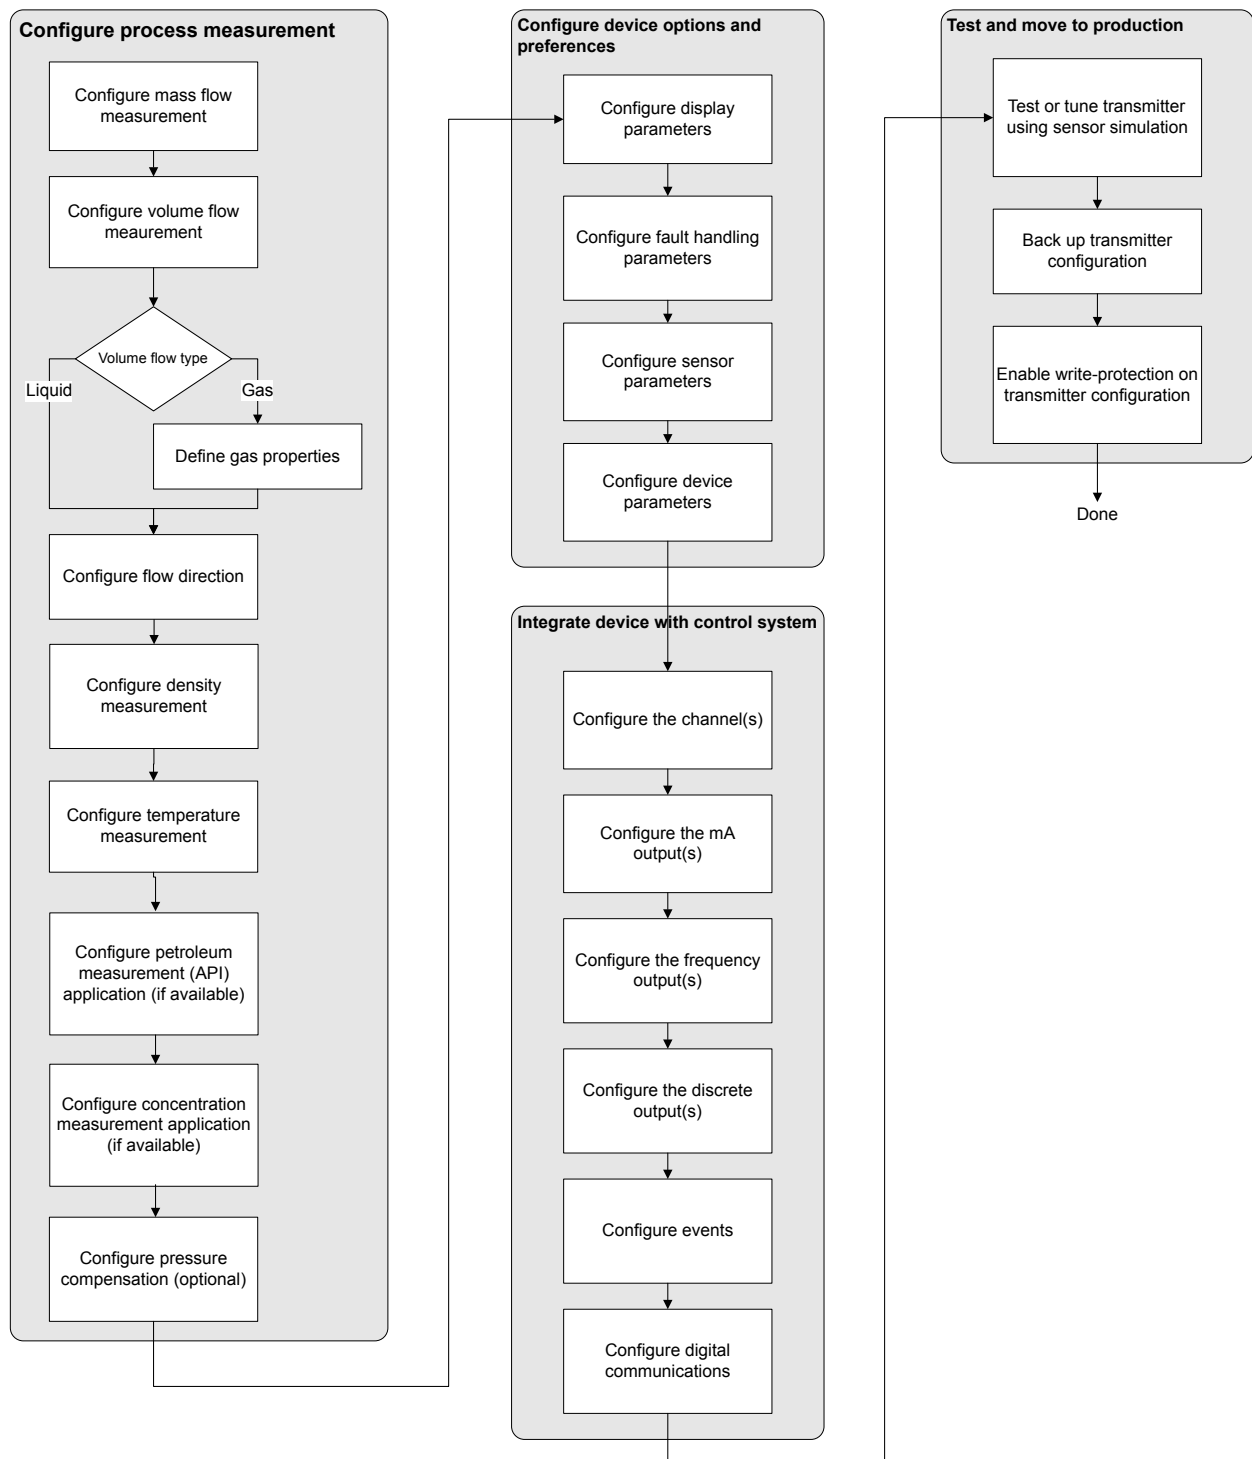 Configure process measurement
Configure mass flow
measurement
Configure volume flow
meaurement
Volume flow type
Liquid
Gas
Define gas properties
Configure flow direction
Configure density
measurement
Configure temperature
measurement
Configure petroleum
measurement (API)
application (if available)
Configure concentration
measurement application
(if available)
Configure pressure
compensation (optional)
Configure device options and
preferences
Configure display
parameters
Configure fault handling
parameters
Configure sensor
parameters
Configure device
parameters
Integrate device with control system
Configure the channel(s)
Configure the mA
output(s)
Configure the frequency
output(s)
Configure the discrete
output(s)
Configure events
Configure digital
communications
Test and move to production
Test or tune transmitter
using sensor simulation
Back up transmitter
configuration
Enable write-protection on
transmitter configuration
Done